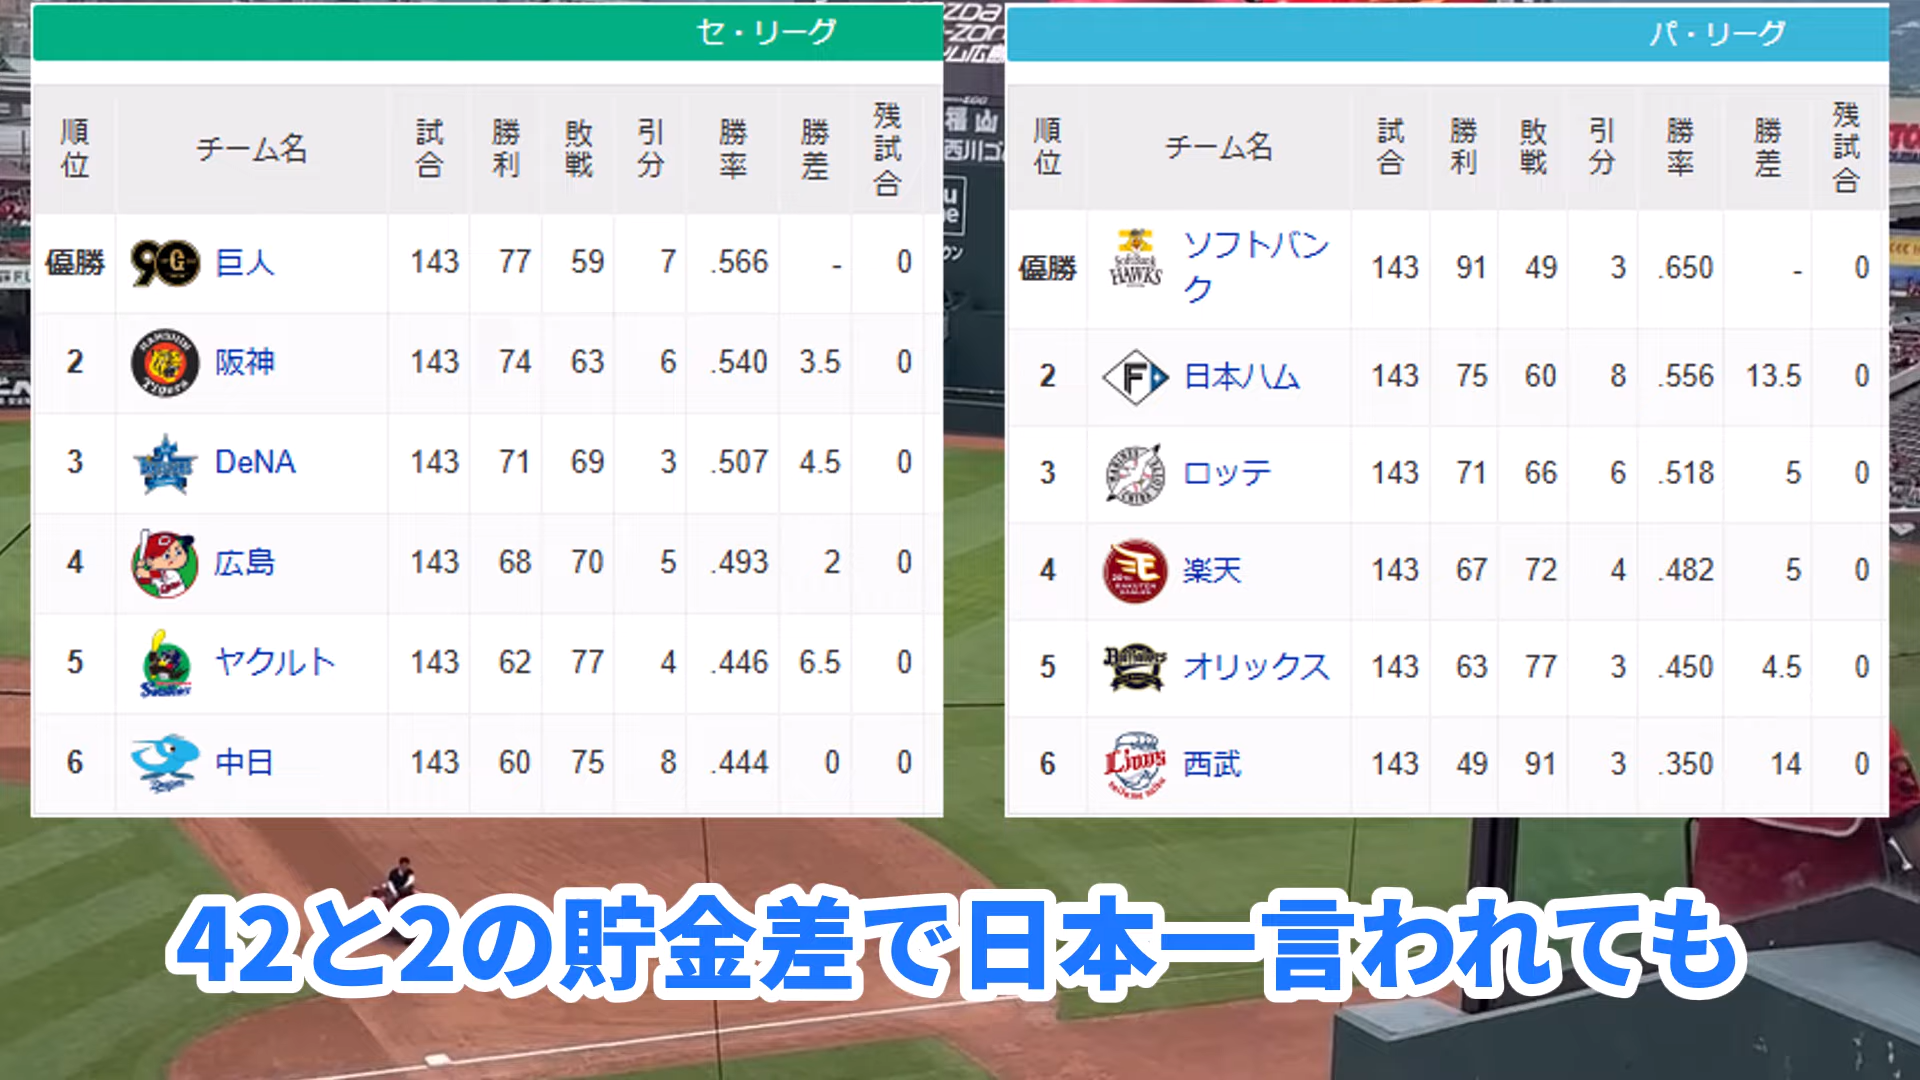 セ・リーグ
順位 チーム名 試合 勝利 敗戦 引分 勝率 勝差 残試合
優勝 巨人 143 77 59 7 .566 - 0
2 阪神 143 74 63 6 .540 3.5 0
3 DeNA 143 71 69 3 .507 4.5 0
4 広島 143 68 70 5 .493 2 0
5 ヤクルト 143 62 77 4 .446 6.5 0
6 中日 143 60 75 8 .444 0 0
パ・リーグ
順位 チーム名 試合 勝利 敗戦 引分 勝率 勝差 残試合
優勝 ソフトバンク 143 91 49 3 .650 - 0
2 日本ハム 143 75 60 8 .556 13.5 0
3 ロッテ 143 71 66 6 .518 5 0
4 楽天 143 67 72 4 .482 5 0
5 オリックス 143 63 77 3 .450 4.5 0
6 西武 143 49 91 3 .350 14 0
42と2の貯金差で日本一言われても